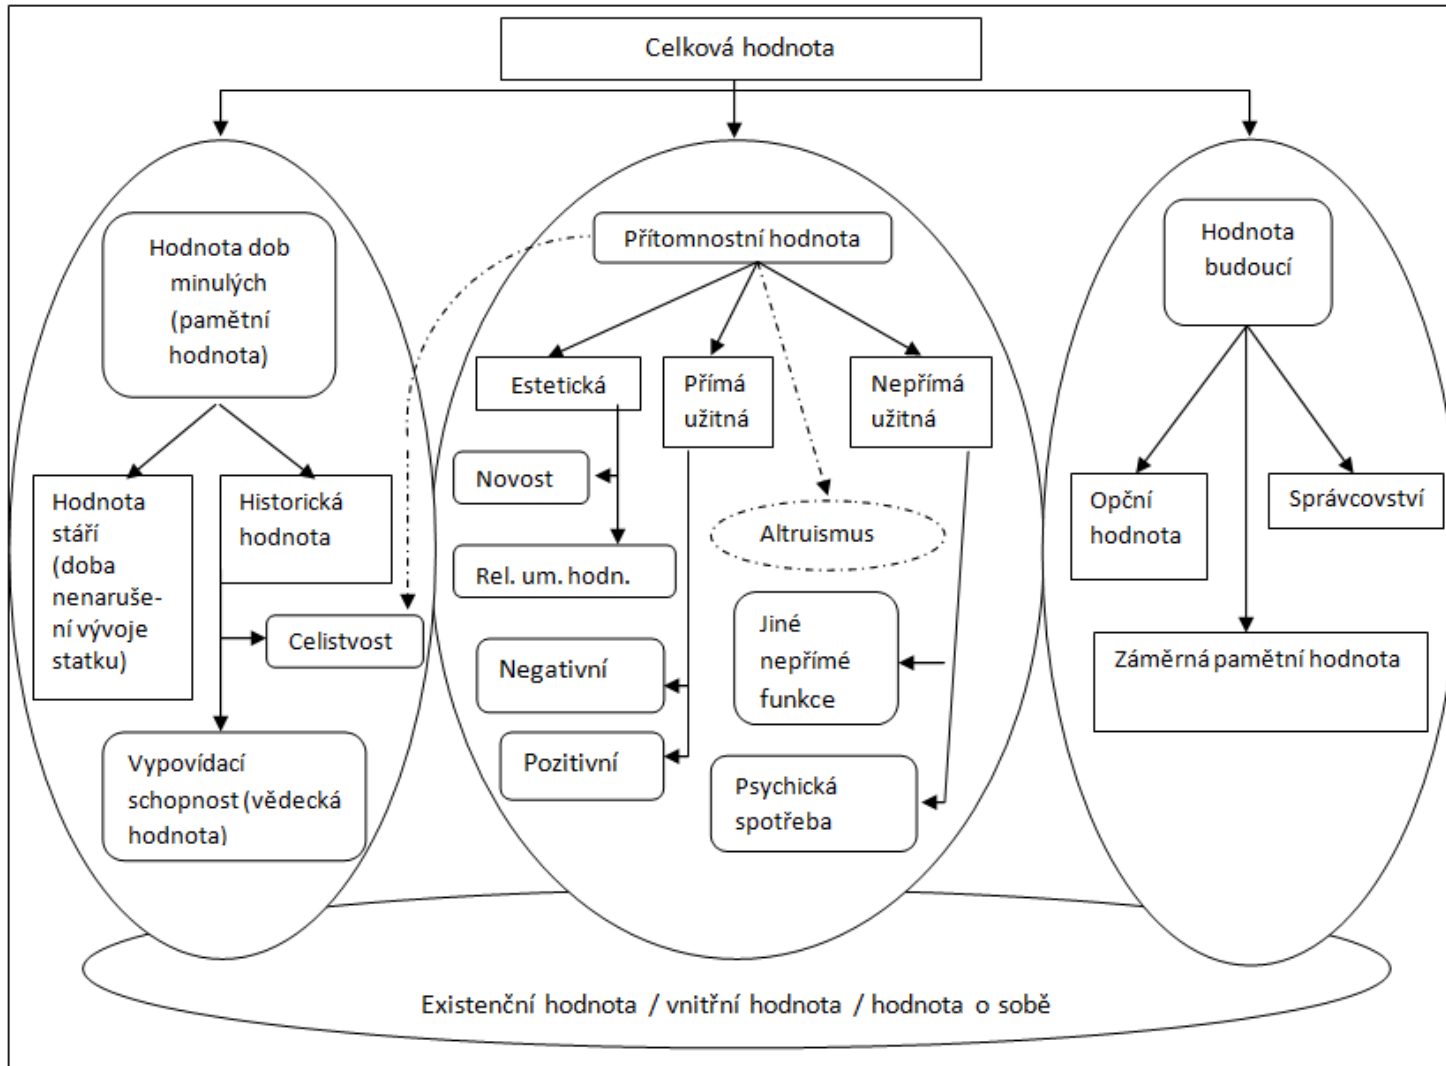 Celková hodnota
Hodnota dob
minulých
(pamětní
hodnota)
Hodnota
stáří
(doba
nenaruše-
ní vývoje
statku)
Historická
hodnota
Celistvost
Vypovídací
schopnost (vědecká
hodnota)
Přítomnostní hodnota
Estetická
Přímá
užitná
Nepřímá
užitná
Novost
Rel. um. hodn.
Altruismus
Negativní
Pozitivní
Jiné
nepřímé
funkce
Psychická
spotřeba
Hodnota
budoucí
Opční
hodnota
Správcovství
Záměrná pamětní hodnota
Existenční hodnota / vnitřní hodnota / hodnota o sobě